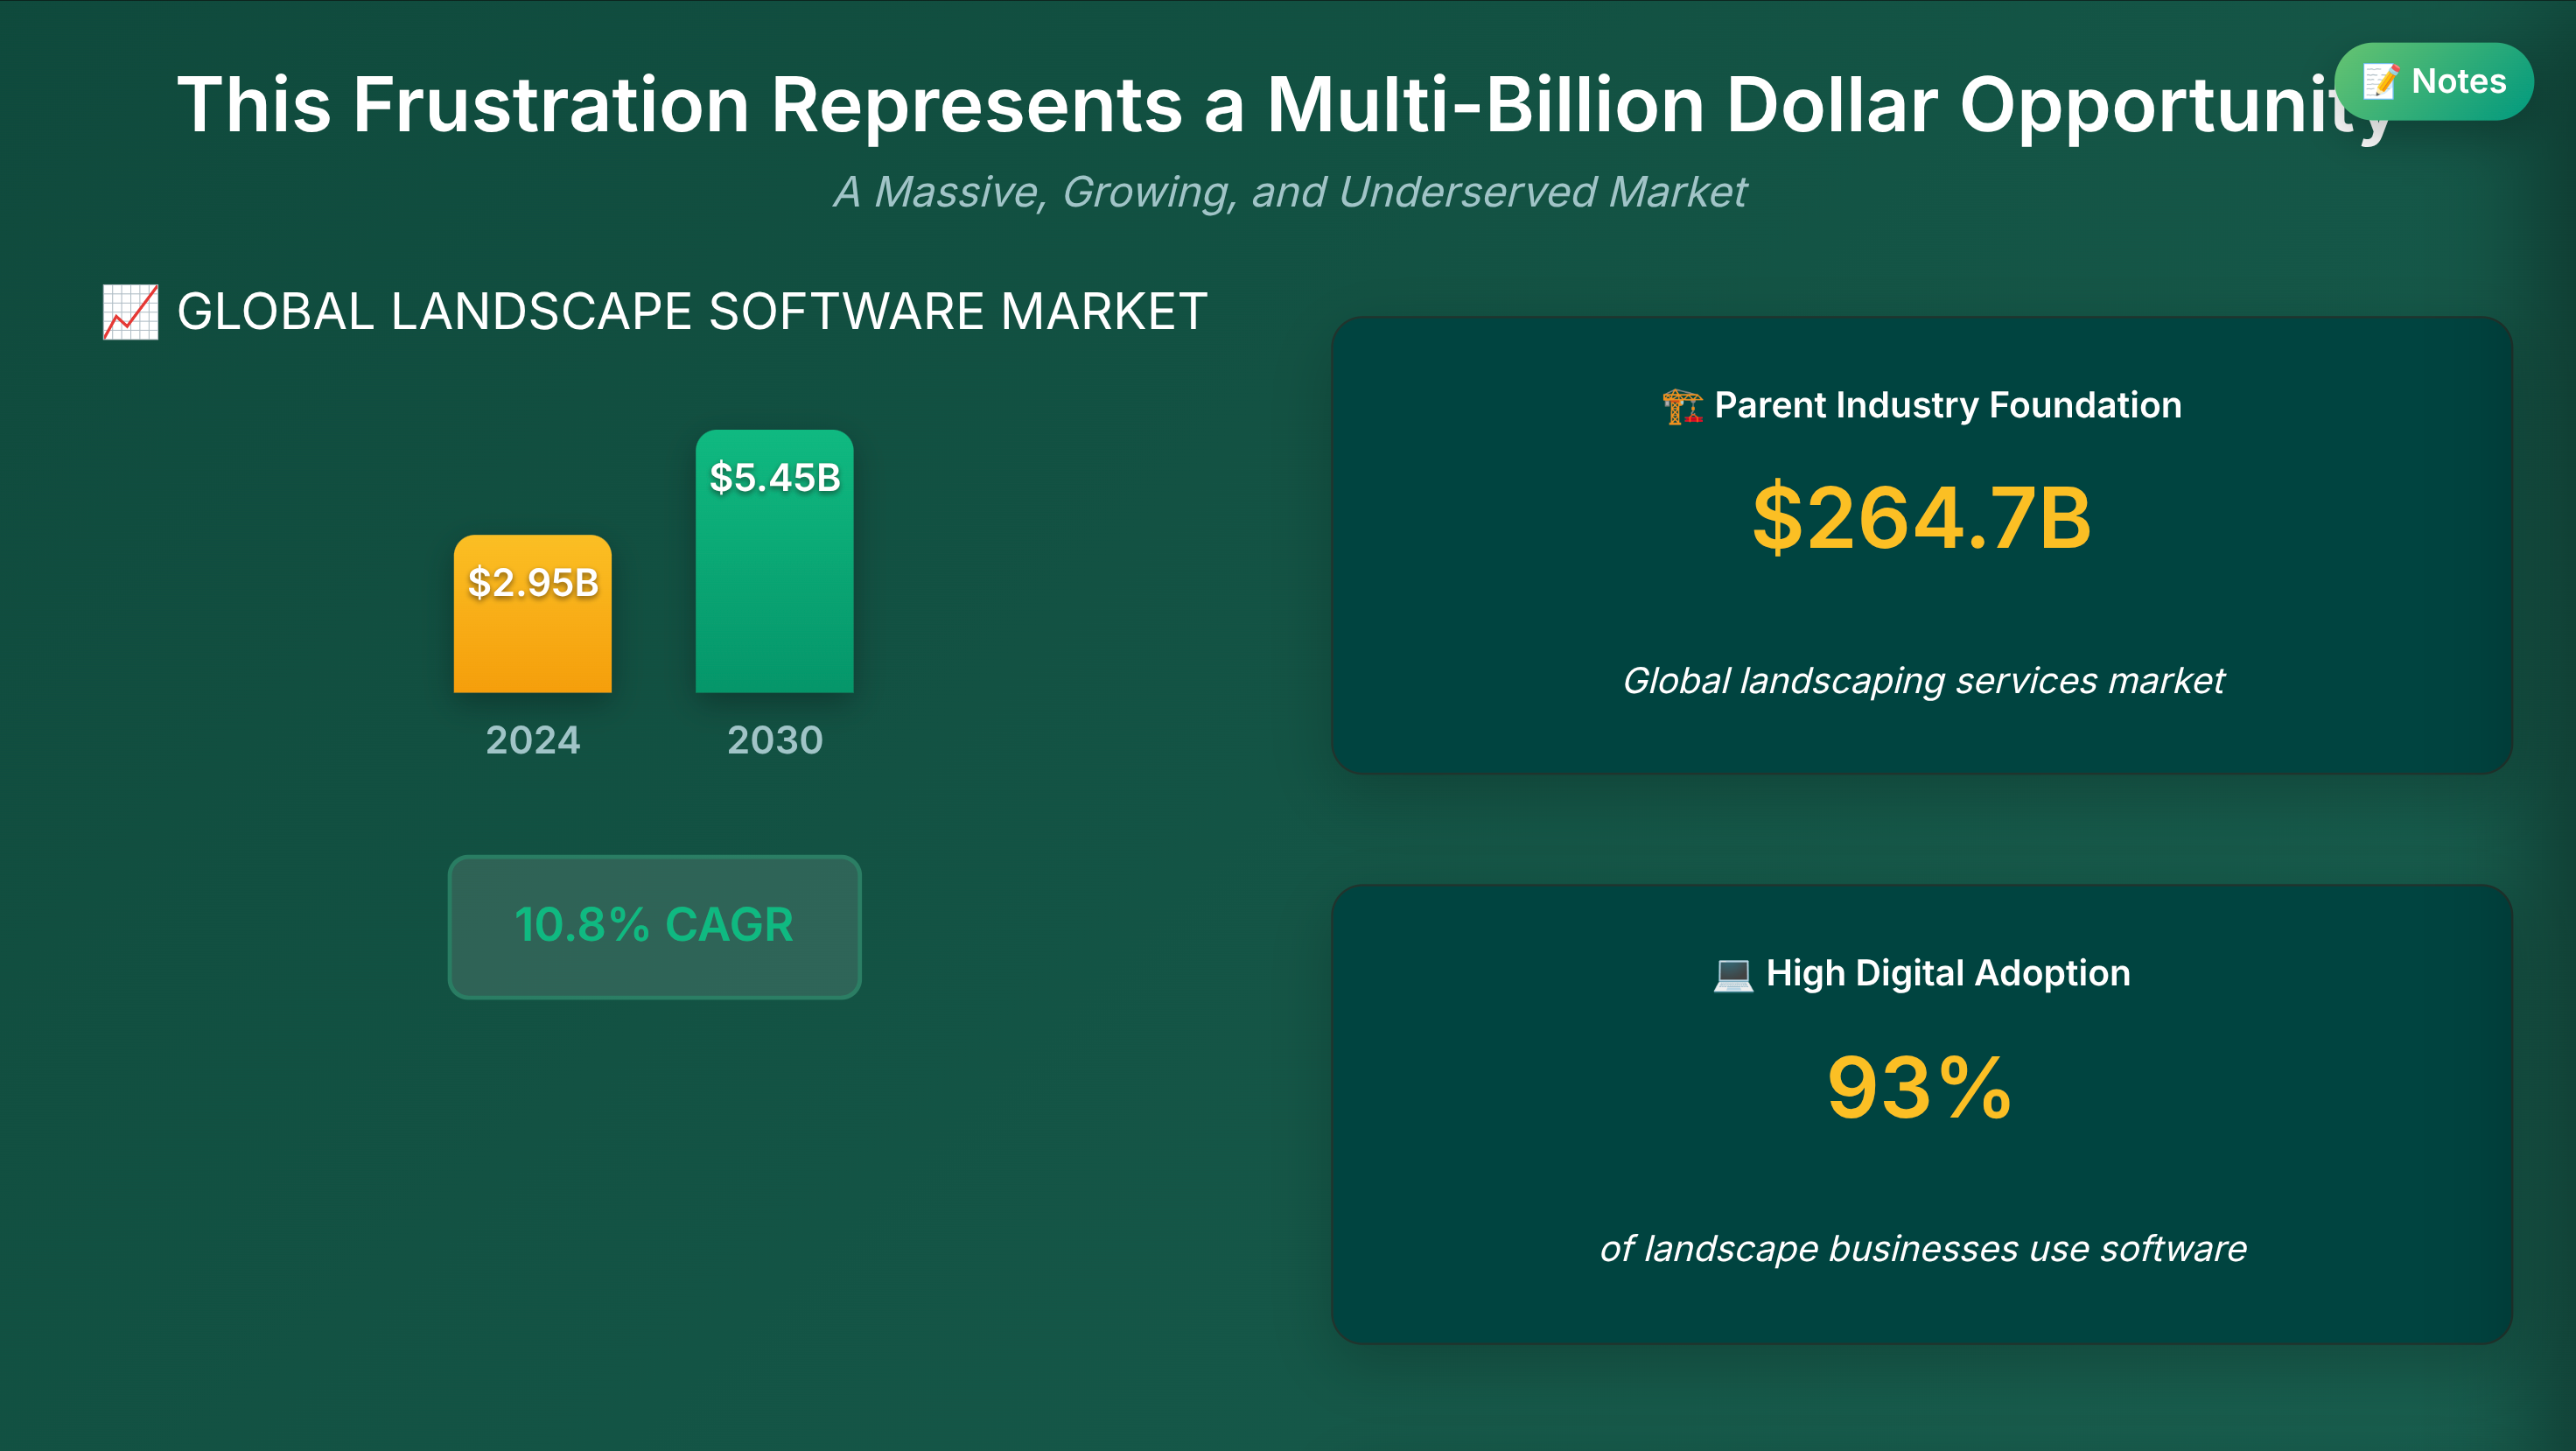 This Frustration Represents a Multi-Billion Dollar Opportunity
📝 Notes
A Massive, Growing, and Underserved Market
📈 GLOBAL LANDSCAPE SOFTWARE MARKET
$2.95B
$5.45B
2024
2030
10.8% CAGR
🏗️ Parent Industry Foundation
$264.7B
Global landscaping services market
💻 High Digital Adoption
93%
of landscape businesses use software